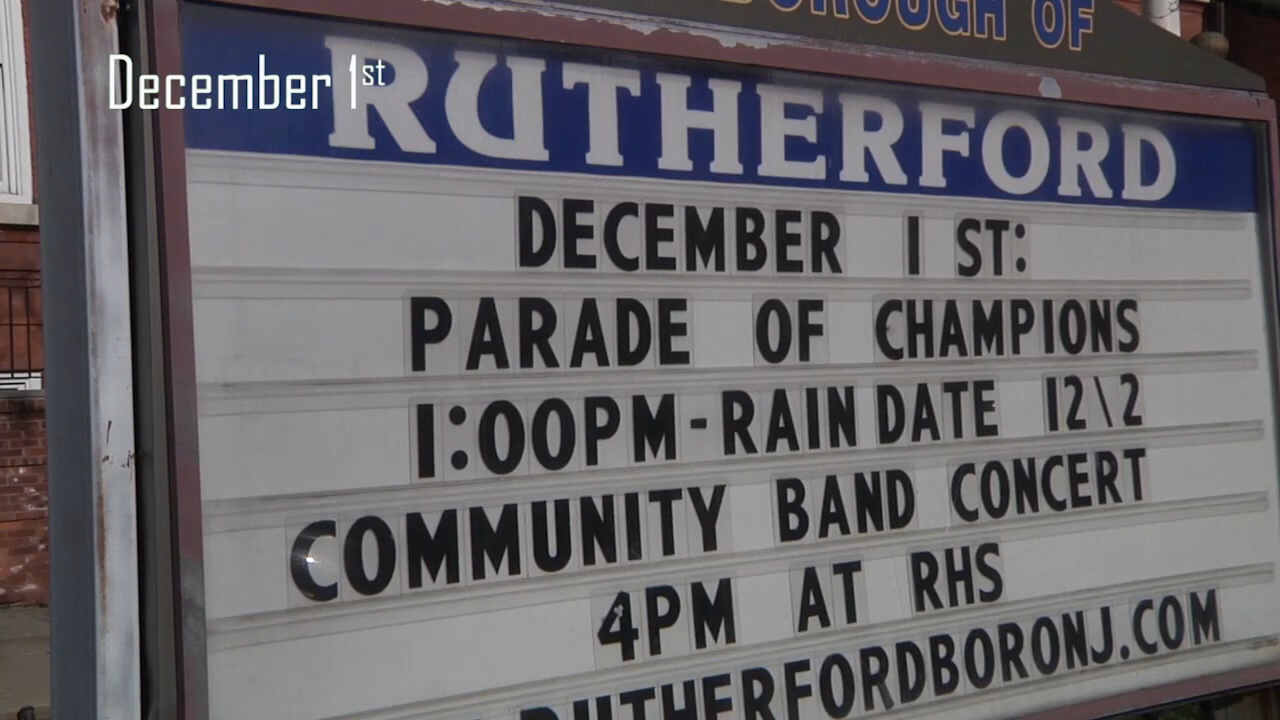 BOROUGH OF
December 1st
RUTHERFORD
DECEMBER 1 ST:
PARADE OF CHAMPIONS
1:00PM-RAIN DATE 12\2
COMMUNITY BAND CONCERT
4PM AT RHS
RUTHERFORDBORONJ.COM